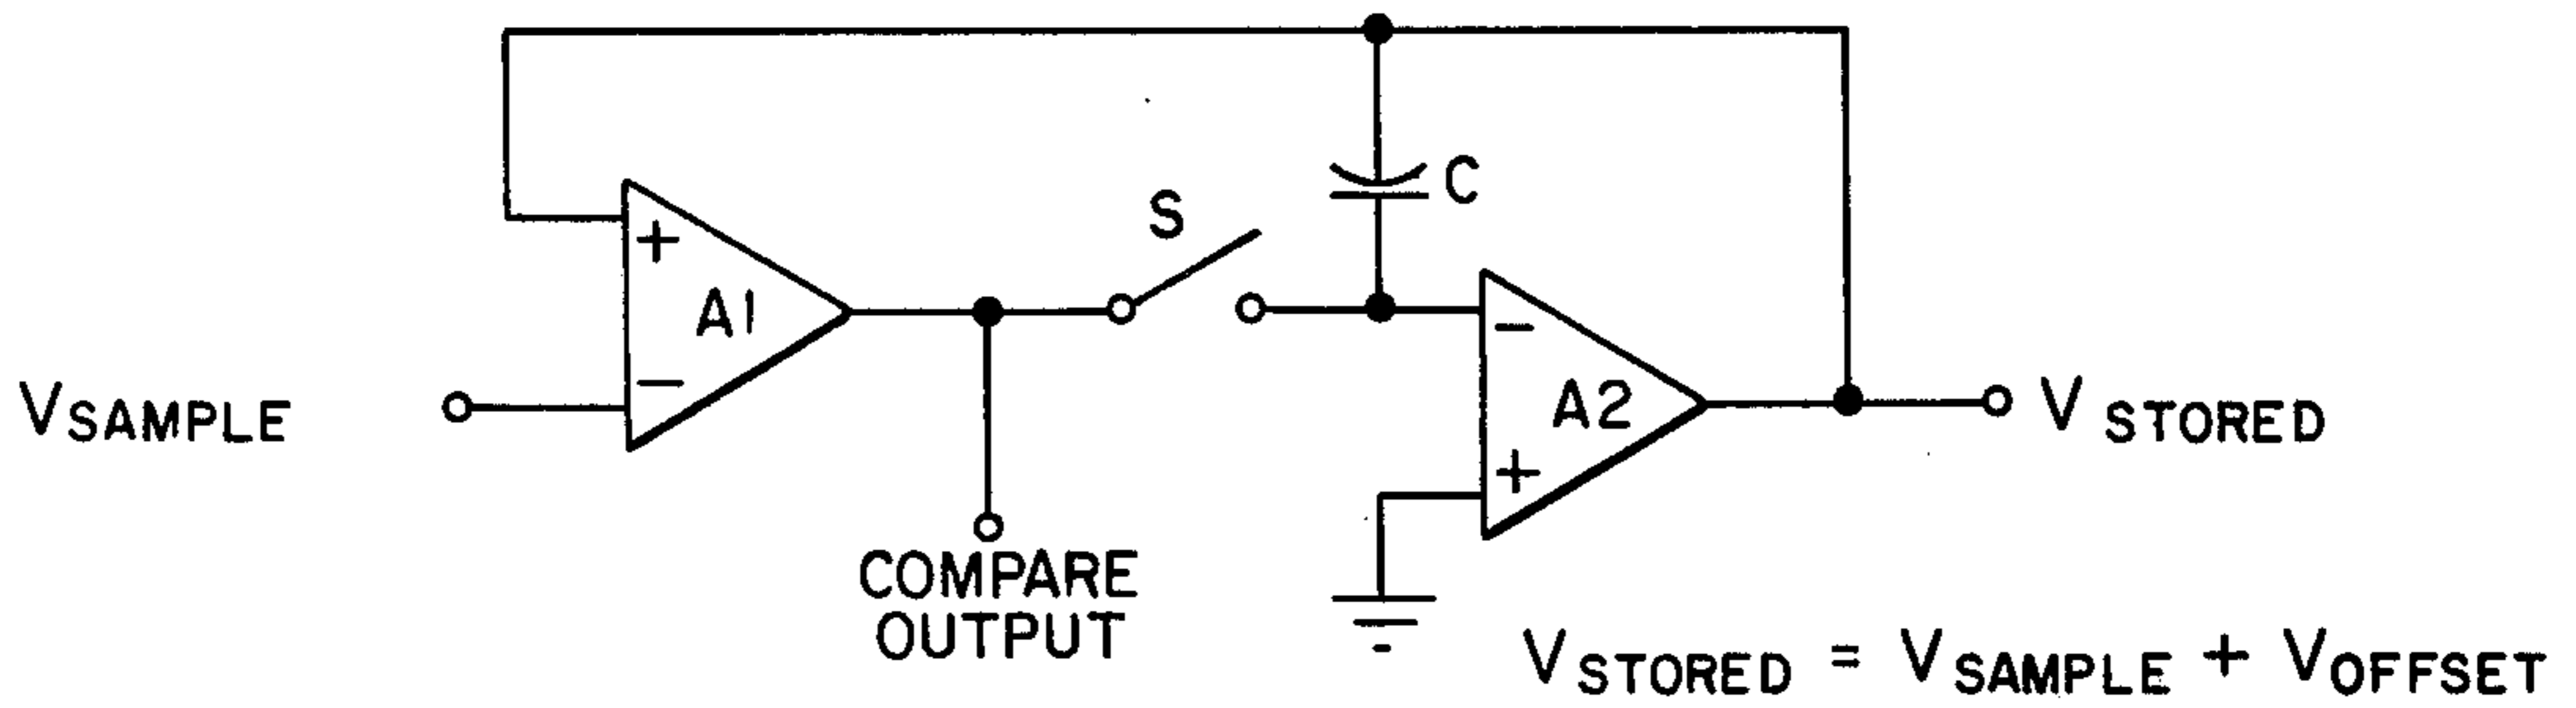 C
S
+
A1
−
−
VSAMPLE
A2
V STORED
+
COMPARE
OUTPUT
VSTORED = VSAMPLE + VOFFSET